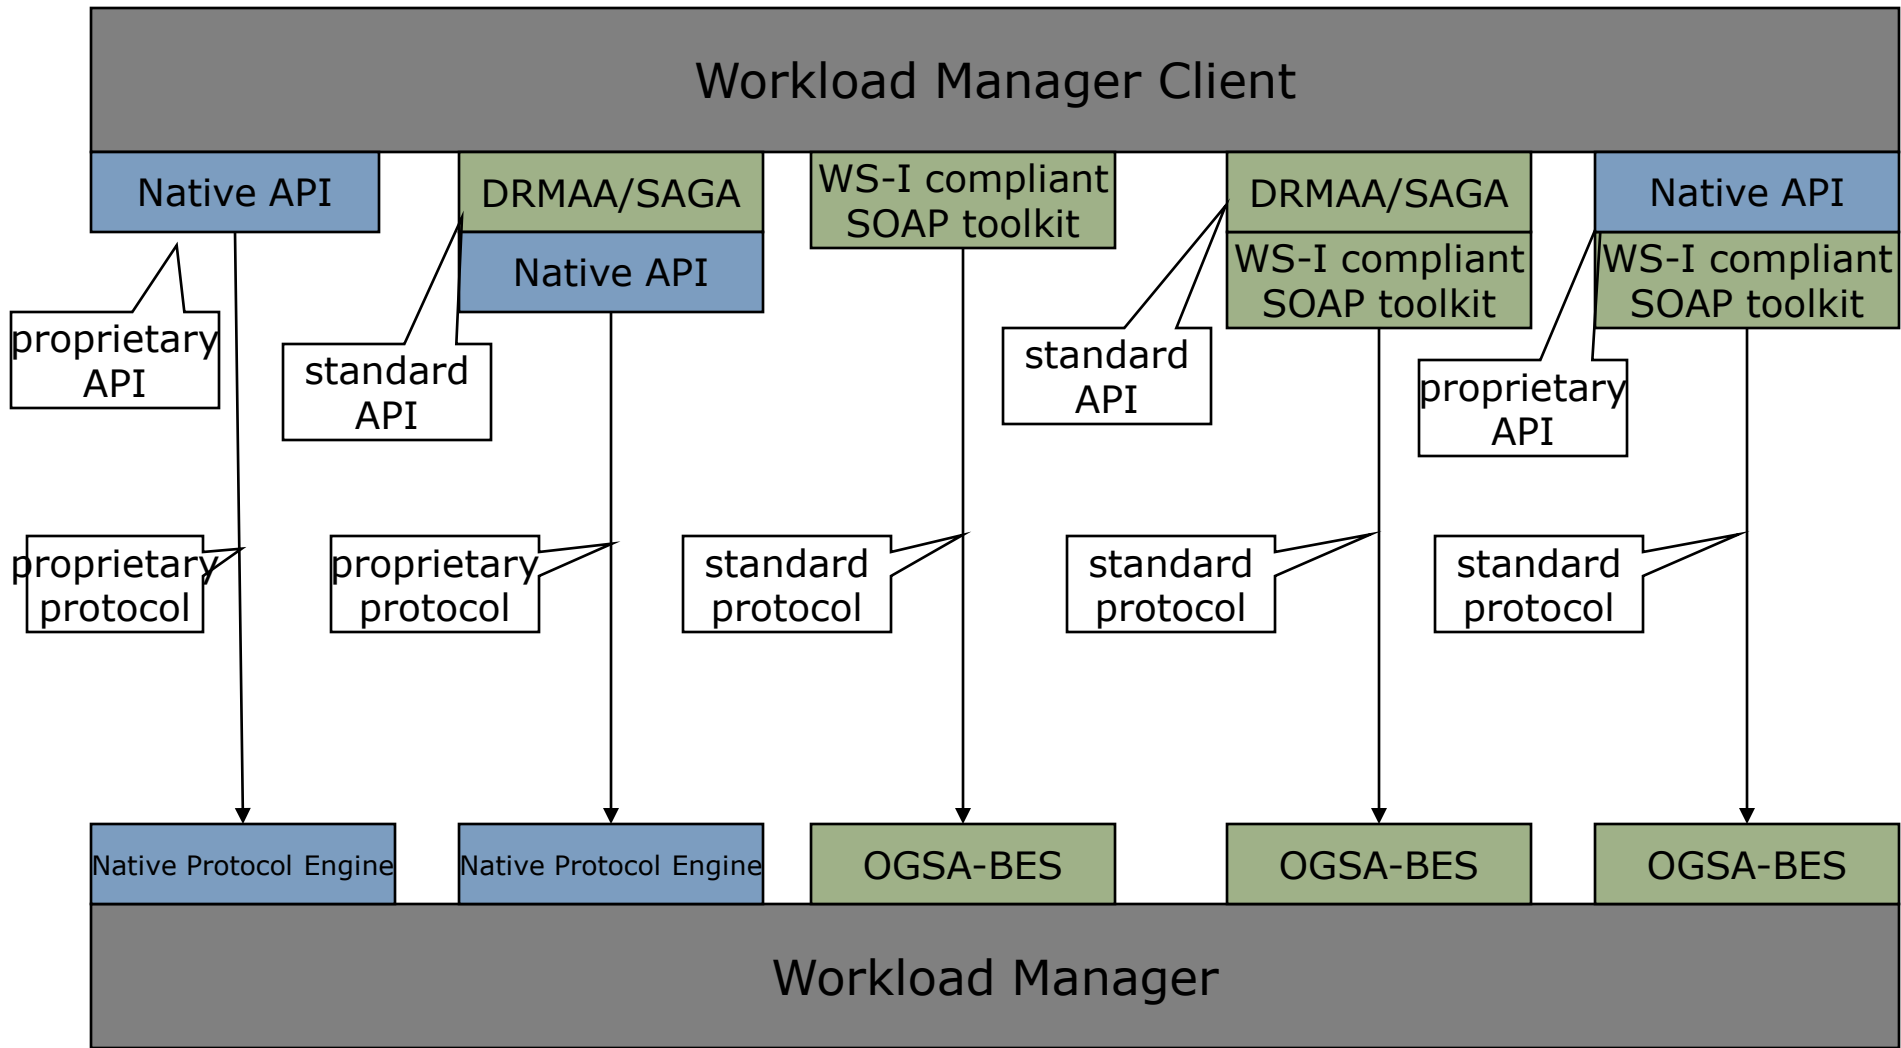 Workload Manager Client
Native API
DRMAA/SAGA
Native API
WS-I compliant
SOAP toolkit
DRMAA/SAGA
WS-I compliant
SOAP toolkit
Native API
WS-I compliant
SOAP toolkit
proprietary
API
standard
API
standard
API
proprietary
API
proprietary
protocol
proprietary
protocol
standard
protocol
standard
protocol
standard
protocol
Native Protocol Engine
Native Protocol Engine
OGSA-BES
OGSA-BES
OGSA-BES
Workload Manager